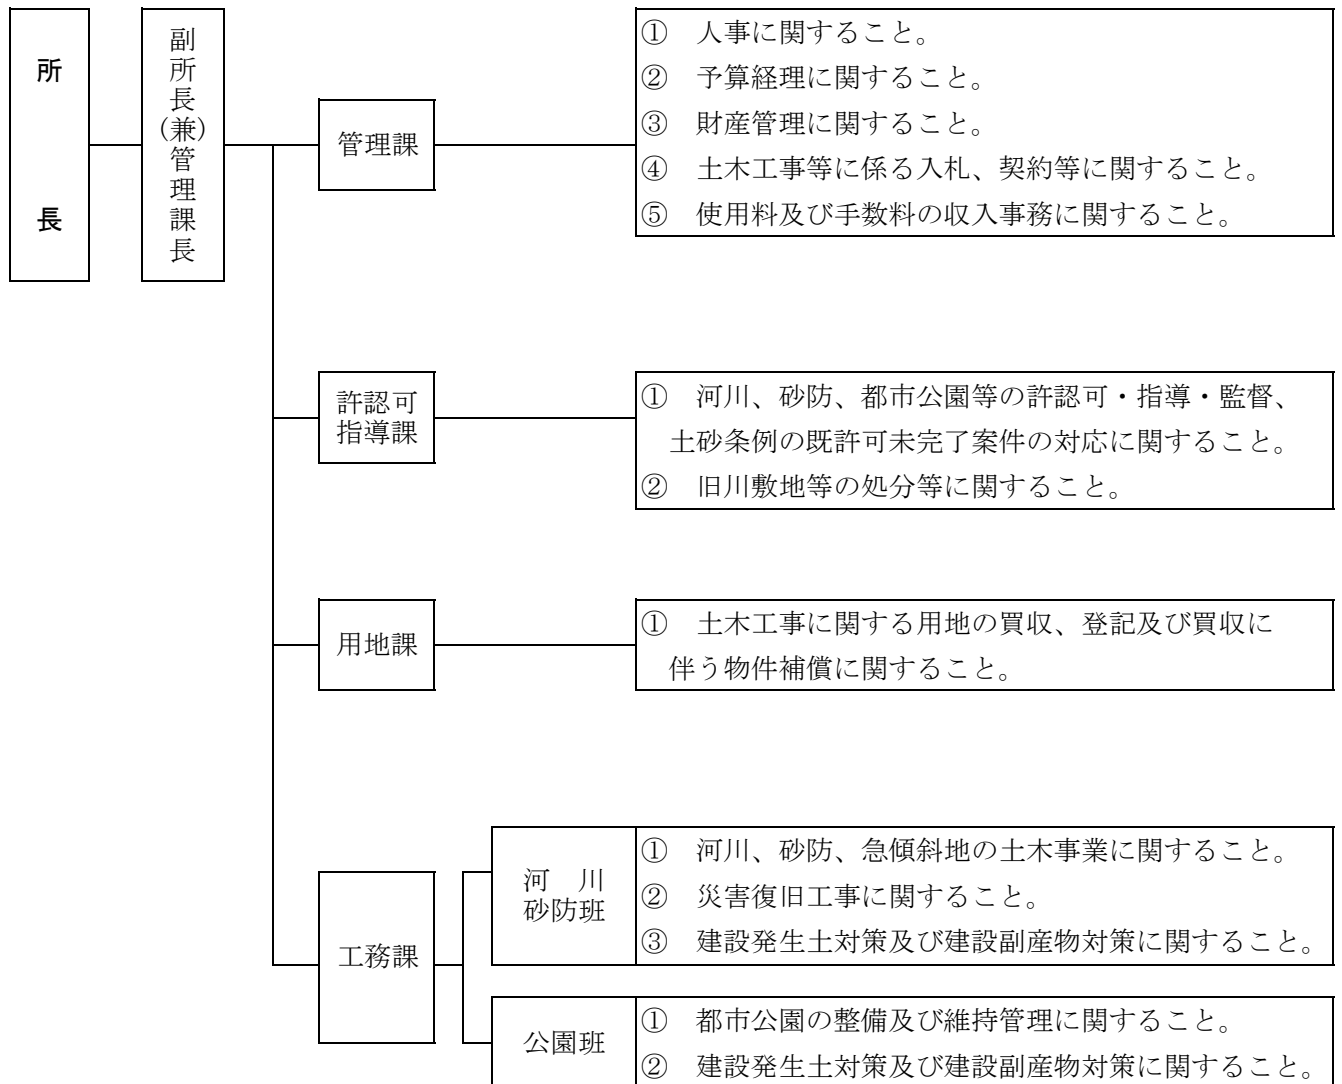 所長
副所長(兼)管理課長
管理課
① 人事に関すること。
② 予算経理に関すること。
③ 財産管理に関すること。
④ 土木工事等に係る入札、契約等に関すること。
⑤ 使用料及び手数料の収入事務に関すること。
許認可
指導課
① 河川、砂防、都市公園等の許認可・指導・監督、
土砂条例の既許可未完了案件の対応に関すること。
② 旧川敷地等の処分等に関すること。
用地課
① 土木工事に関する用地の買収、登記及び買収に
伴う物件補償に関すること。
工務課
河 川
砂防班
① 河川、砂防、急傾斜地の土木事業に関すること。
② 災害復旧工事に関すること。
③ 建設発生土対策及び建設副産物対策に関すること。
公園班
① 都市公園の整備及び維持管理に関すること。
② 建設発生土対策及び建設副産物対策に関すること。